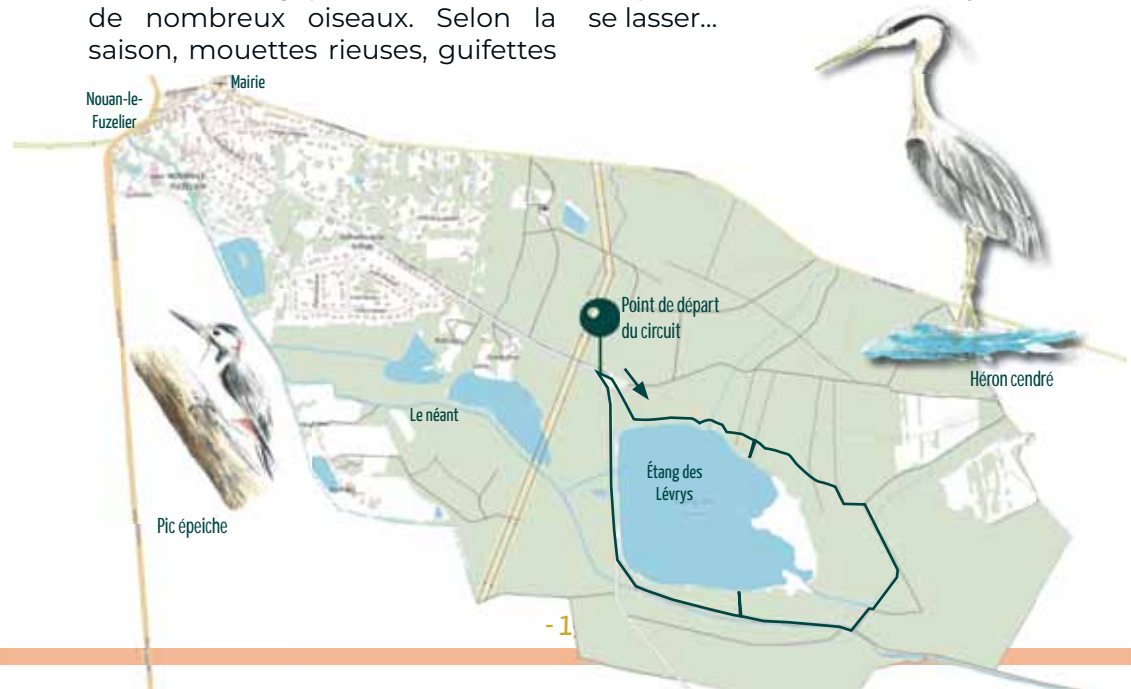 de nombreux oiseaux. Selon la
saison, mouettes rieuses, guifettes
se lasser...
Mairie
Nouan-le-
Fuzelier
Point de départ
du circuit
Héron cendré
Le néant
Étang des
Lévrys
Pic épeiche
- 1